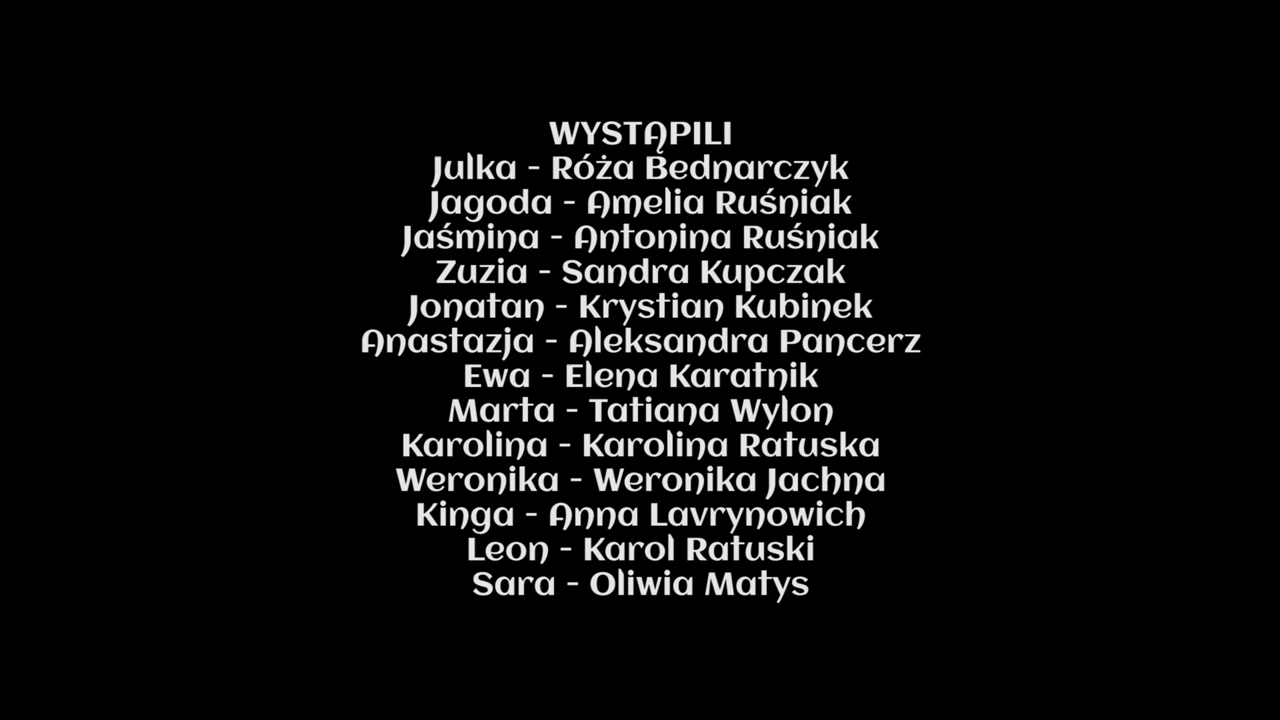 WYSTĄPILI
Julka - Róża Bednarczyk
Jagoda - Amelia Ruśniak
Jaśmina - Antonina Ruśniak
Zuzia - Sandra Kupczak
Jonatan - Krystian Kubinek
Anastazja - Aleksandra Pancerz
Ewa - Elena Karatnik
Marta - Tatiana Wylon
Karolina - Karolina Ratuska
Weronika - Weronika Jachna
Kinga - Anna Lavrynowich
Leon - Karol Ratuski
Sara - Oliwia Matys